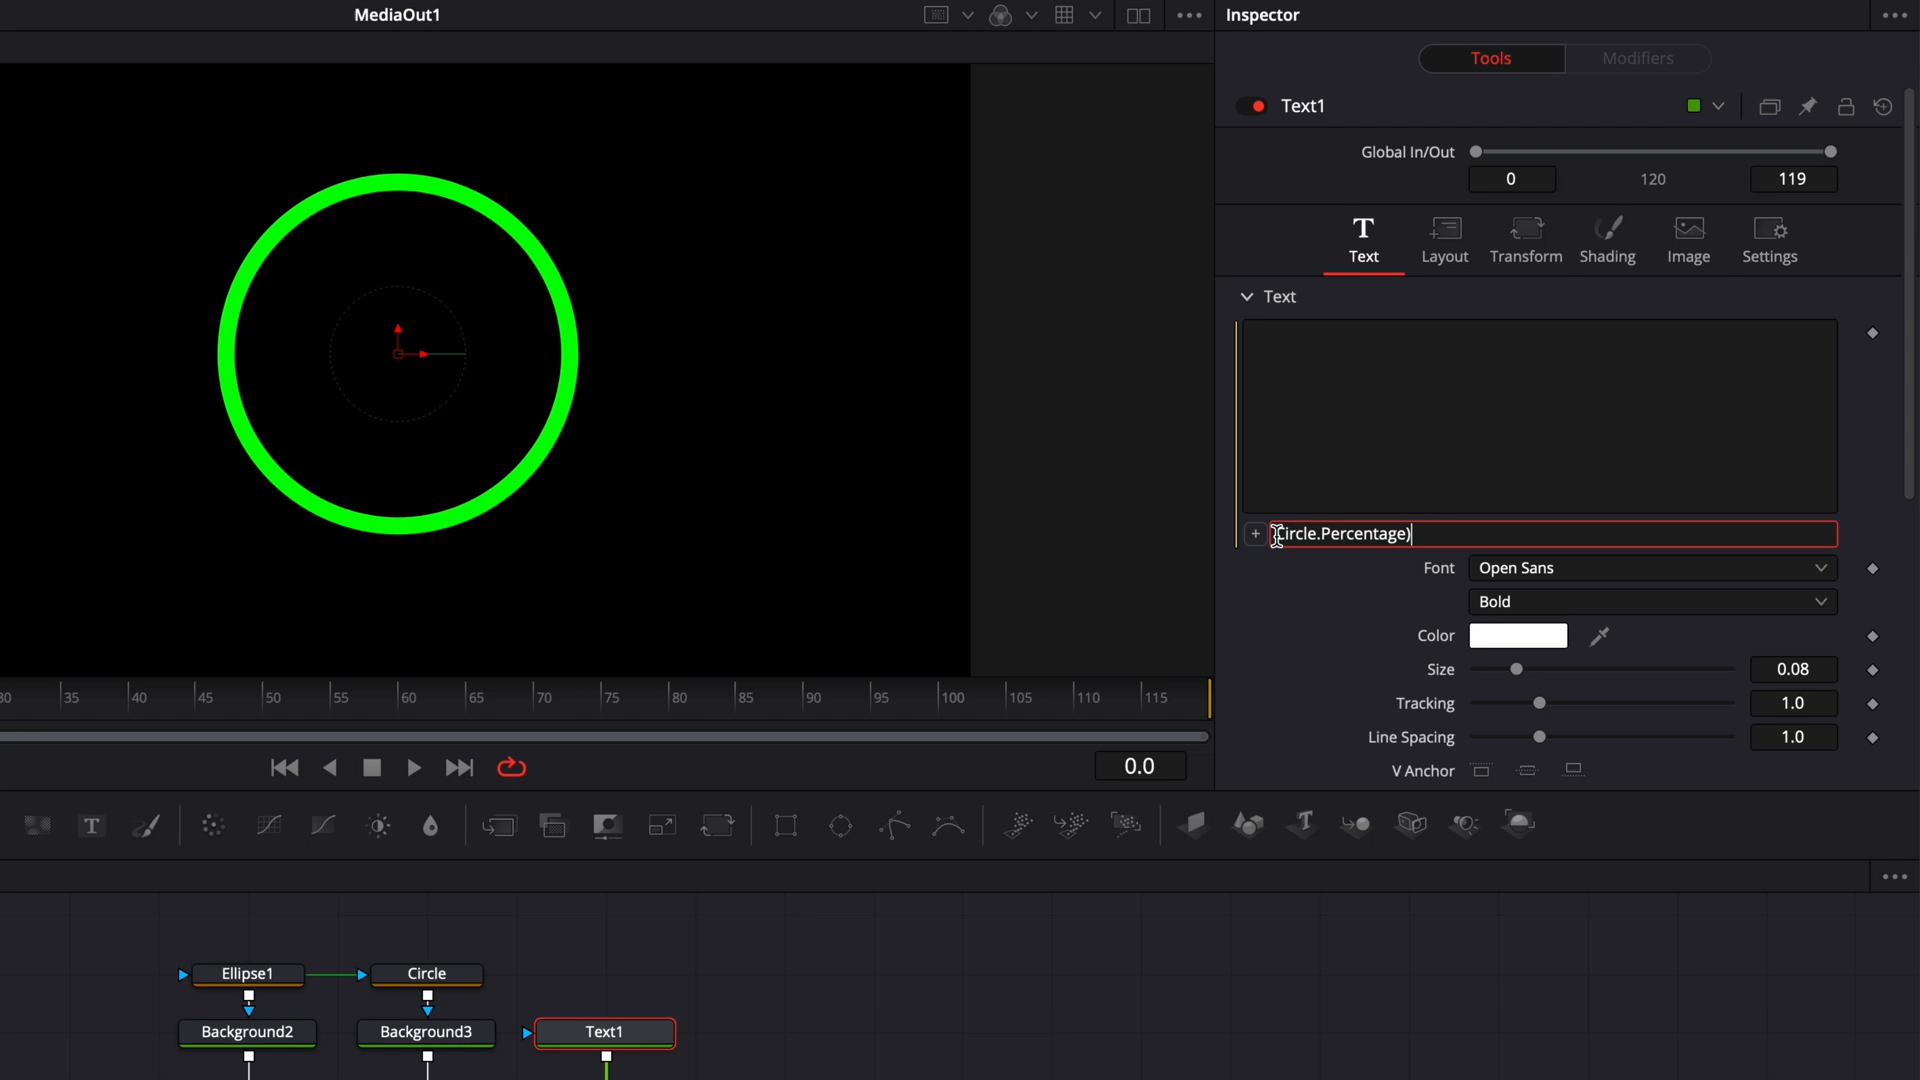 MediaOut1
Inspector
Tools
Modifiers
Text1
Global In/Out
0
120
119
T
Text
Layout
Transform
Shading
Image
Settings
Text
+
Circle.Percentage)
Font
Open Sans
Bold
Color
Size
0.08
Tracking
1.0
Line Spacing
1.0
V Anchor
30 35 40 45 50 55 60 65 70 75 80 85 90 95 100 105 110 115
0.0
T
Ellipse1
Circle
Background2
Background3
Text1